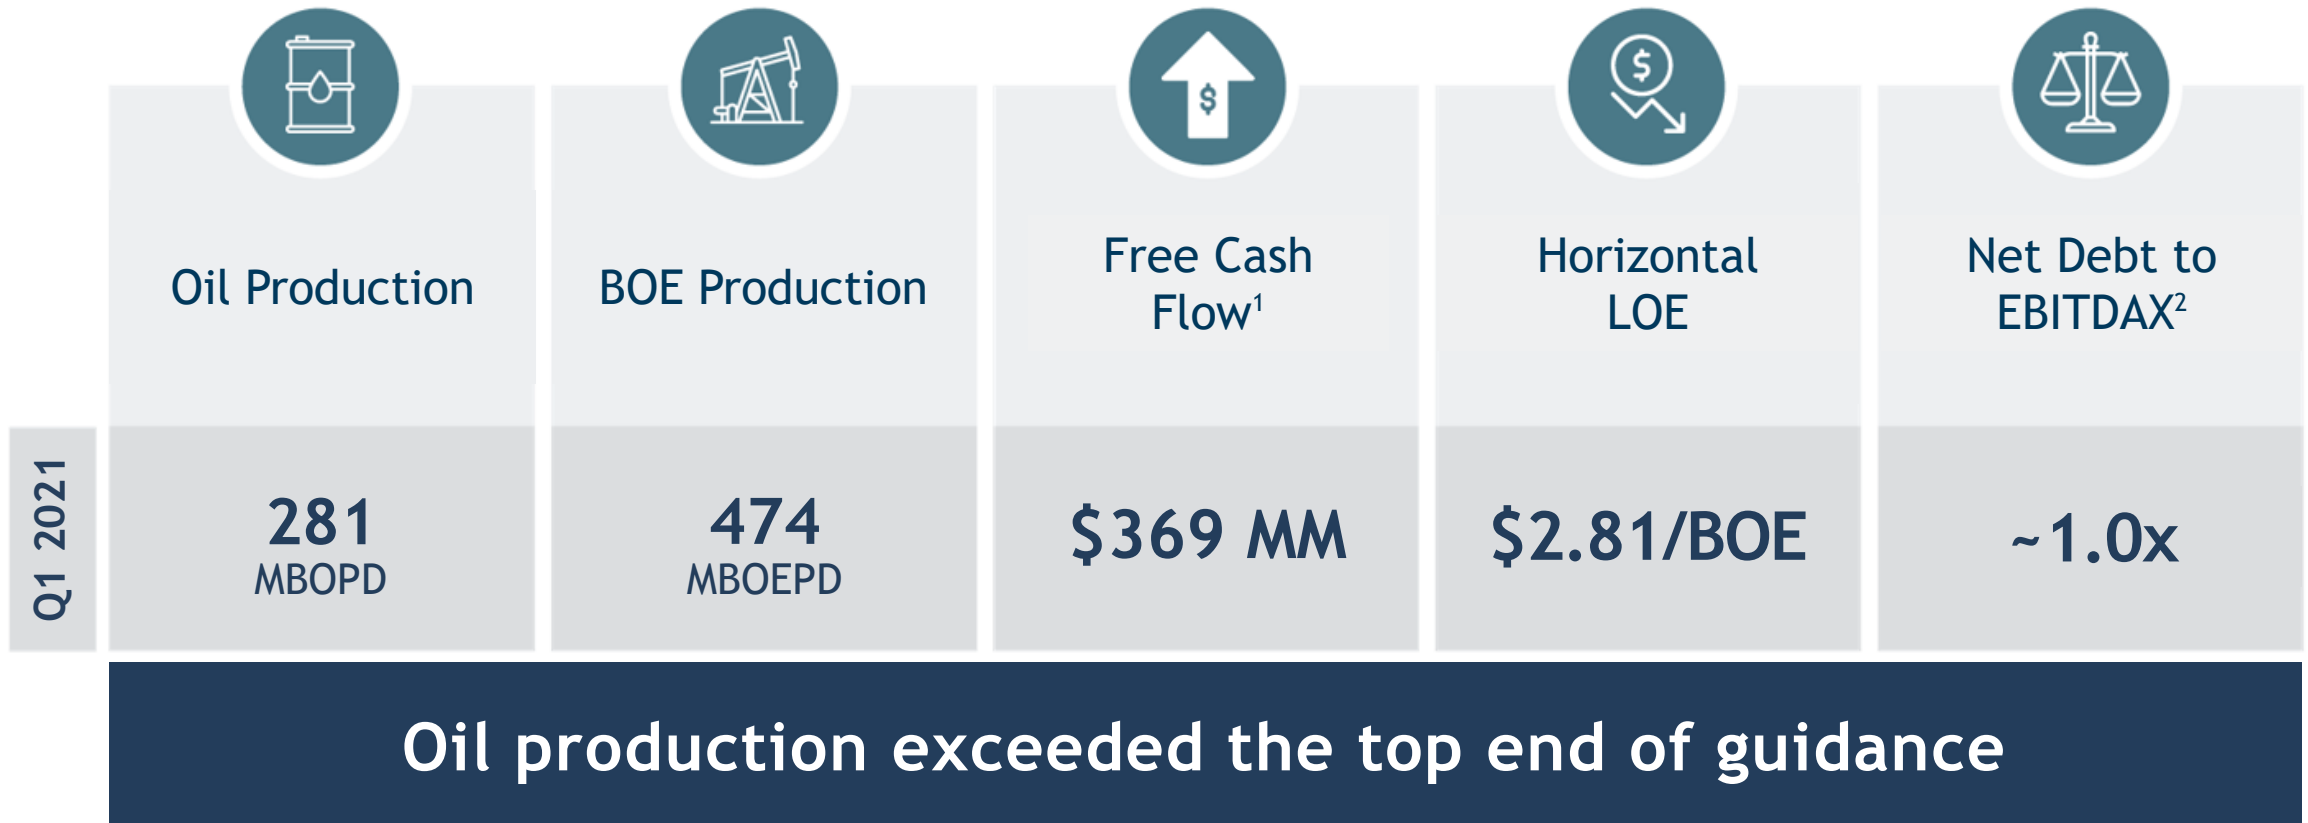 $
$
Oil Production
BOE Production
Free Cash
Flow¹
Horizontal
LOE
Net Debt to
EBITDAX²
Q1 2021
281
MBOPD
474
MBOEPD
$369 MM
$2.81/BOE
~1.0x
Oil production exceeded the top end of guidance